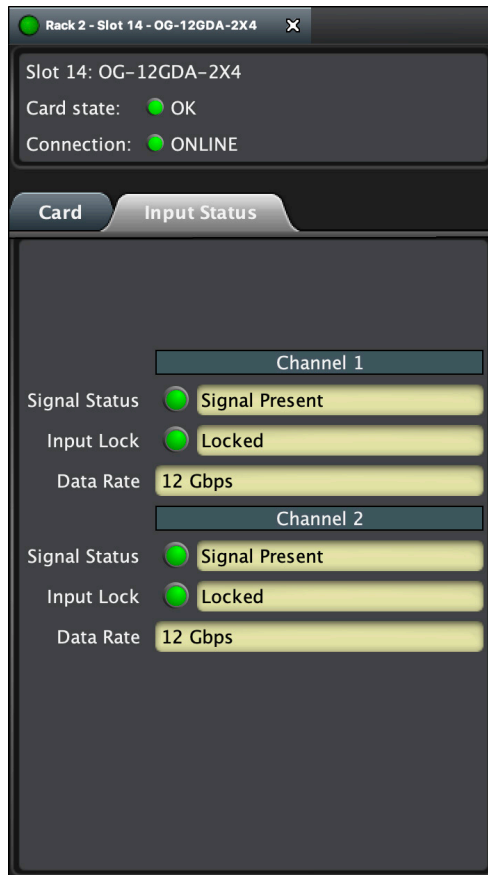 Rack 2 - Slot 14 - OG-12GDA-2X4
Slot 14: OG-12GDA-2X4
Card state: OK
Connection: ONLINE
Card Input Status
Channel 1
Signal Status Signal Present
Input Lock Locked
Data Rate 12 Gbps
Channel 2
Signal Status Signal Present
Input Lock Locked
Data Rate 12 Gbps